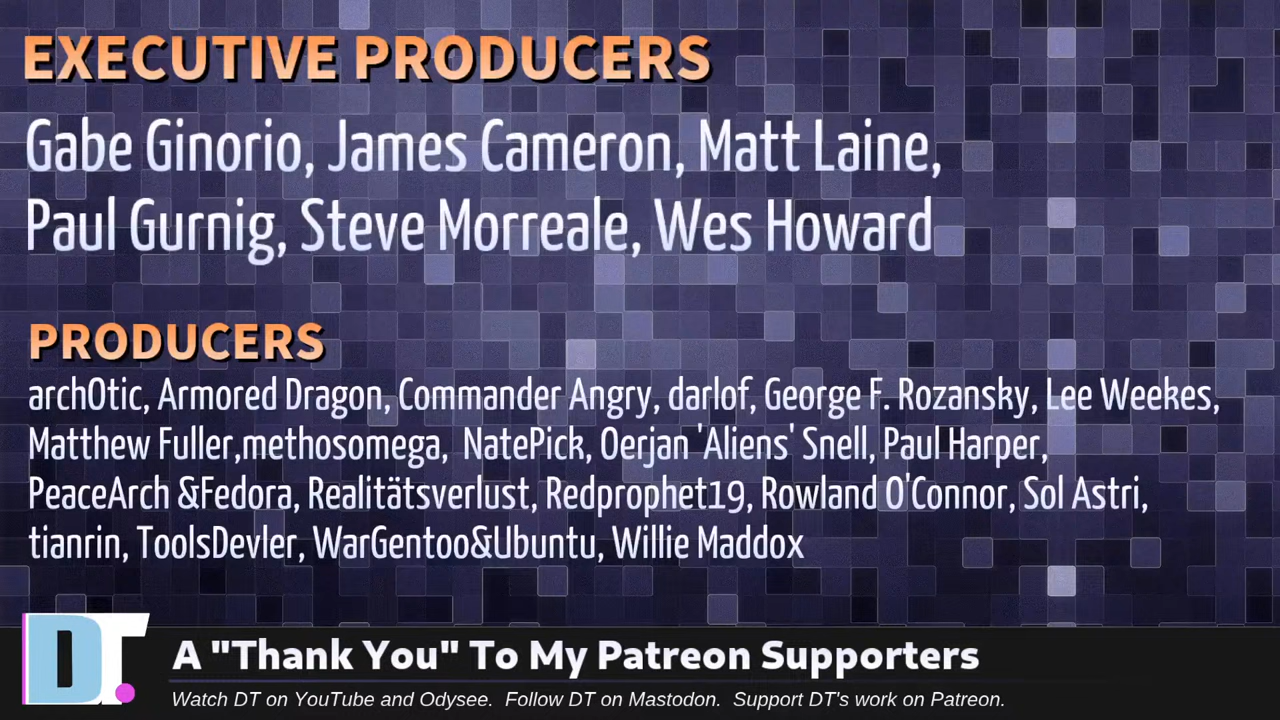 EXECUTIVE PRODUCERS
Gabe Ginorio, James Cameron, Matt Laine,
Paul Gurnig, Steve Morreale, Wes Howard
PRODUCERS
archOtic, Armored Dragon, Commander Angry, darlof, George F. Rozansky, Lee Weekes,
Matthew Fuller,methosomega,  NatePick, Oerjan 'Aliens' Snell, Paul Harper,
PeaceArch &Fedora, Realitätsverlust, Redprophet19, Rowland O'Connor, Sol Astri,
tianrin, ToolsDevler, WarGentoo&Ubuntu, Willie Maddox
DT.
A "Thank You" To My Patreon Supporters
Watch DT on YouTube and Odysee.  Follow DT on Mastodon.  Support DT's work on Patreon.